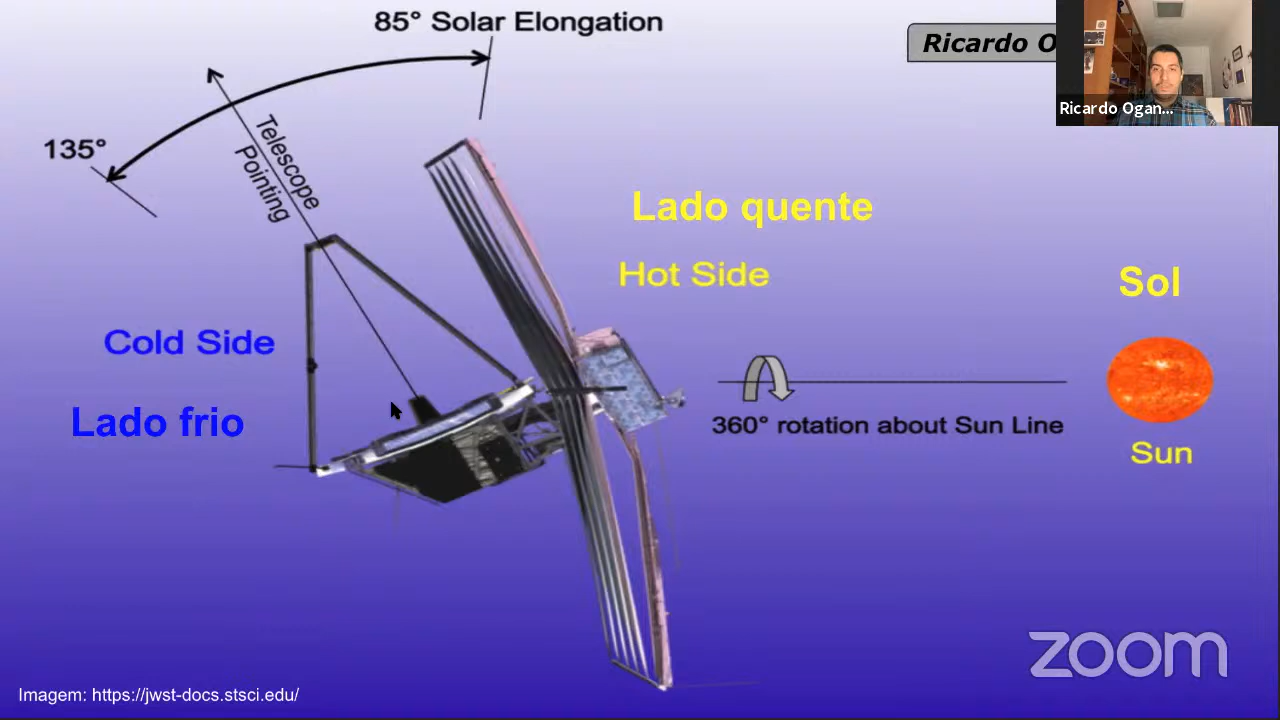 85° Solar Elongation
Ricardo O
Ricardo Ogan...
135°
Telescope
Pointing
Lado quente
Hot Side
Sol
Cold Side
Lado frio
360° rotation about Sun Line
Sun
zoom
Imagem: https://jwst-docs.stsci.edu/